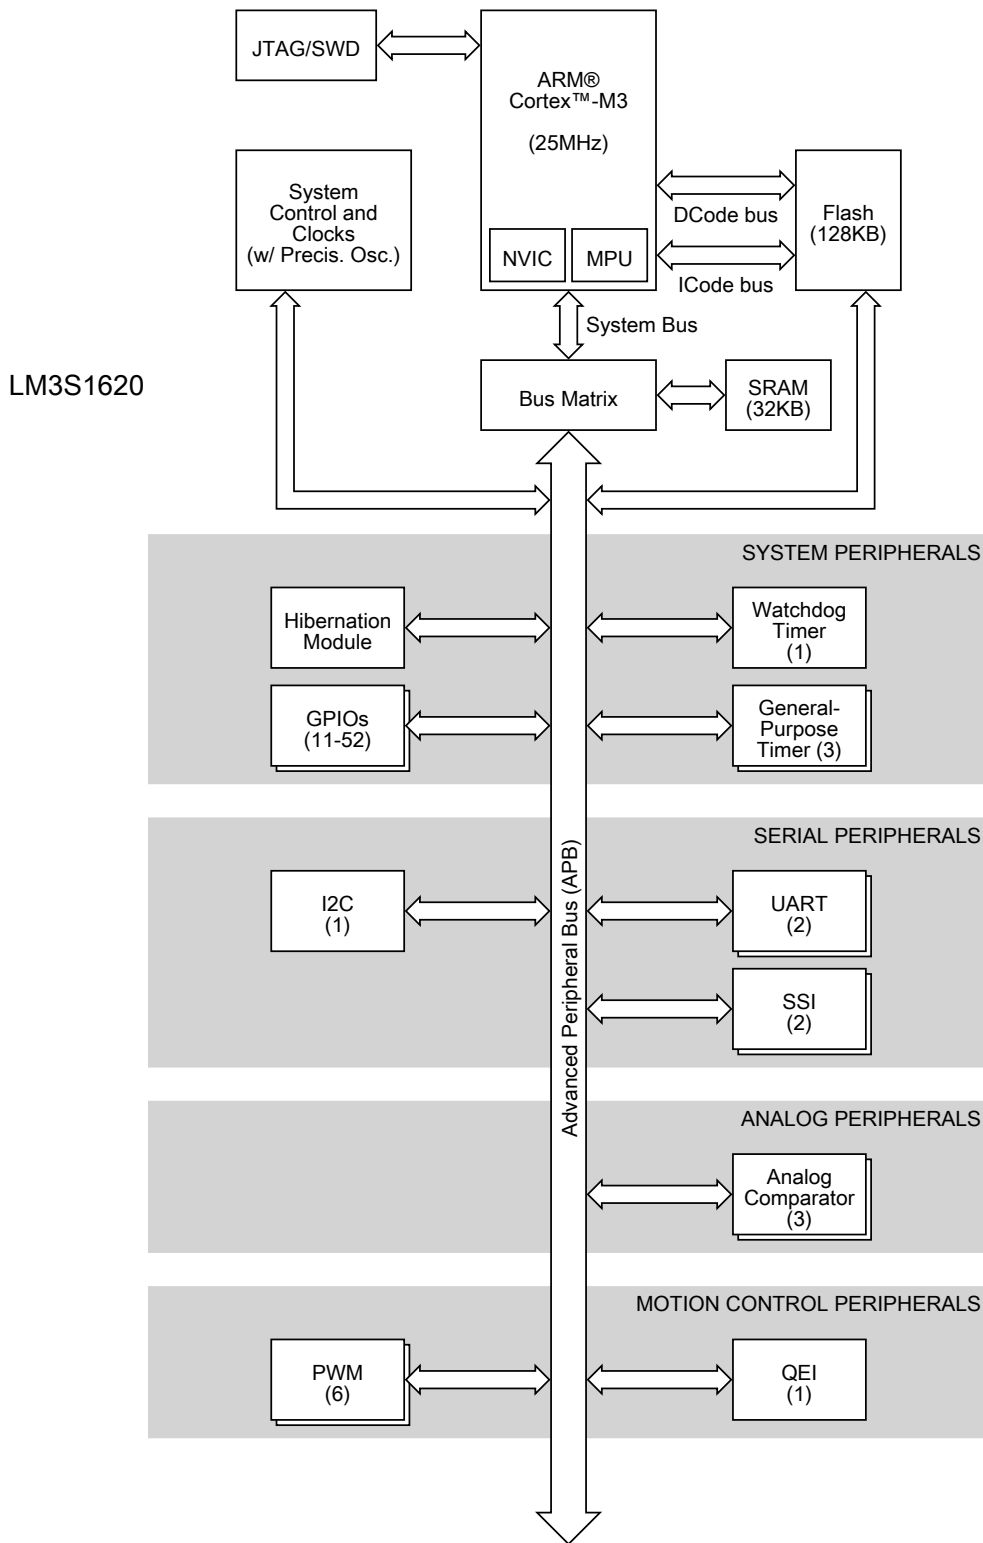 JTAG/SWD
ARM®
Cortex™-M3
(25MHz)
NVIC
MPU
System
Control and
Clocks
(w/ Precis. Osc.)
DCode bus
ICode bus
Flash
(128KB)
System Bus
LM3S1620
Bus Matrix
SRAM
(32KB)
SYSTEM PERIPHERALS
Hibernation
Module
Watchdog
Timer
(1)
GPIOs
(11-52)
General-
Purpose
Timer (3)
Advanced Peripheral Bus (APB)
SERIAL PERIPHERALS
I2C
(1)
UART
(2)
SSI
(2)
ANALOG PERIPHERALS
Analog
Comparator
(3)
MOTION CONTROL PERIPHERALS
PWM
(6)
QEI
(1)